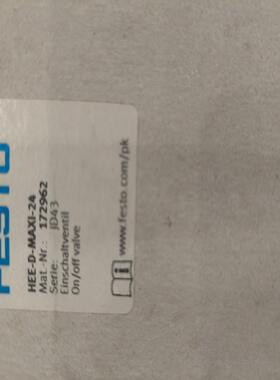 FESTO
HEE-D-MAXI-24
Mat.-Nr.: 172962
Serie: JD43
Einschaltventil
On/off valve
www.festo.com/pk